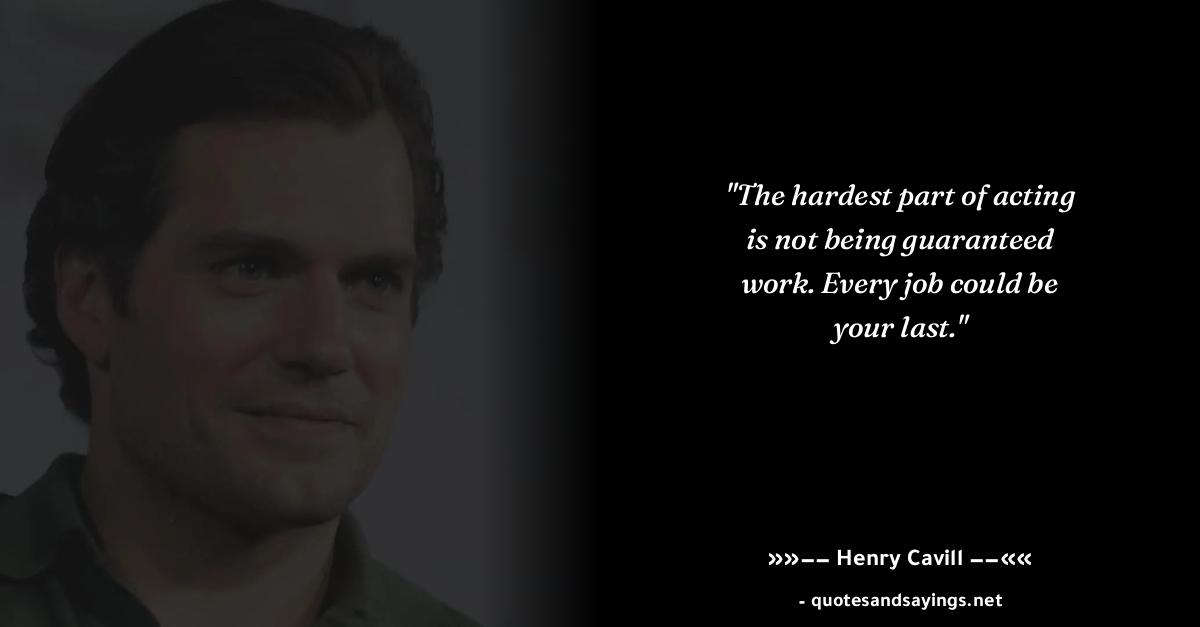 "The hardest part of acting
is not being guaranteed
work. Every job could be
your last."
»»–– Henry Cavill ––««
- quotesandsayings.net